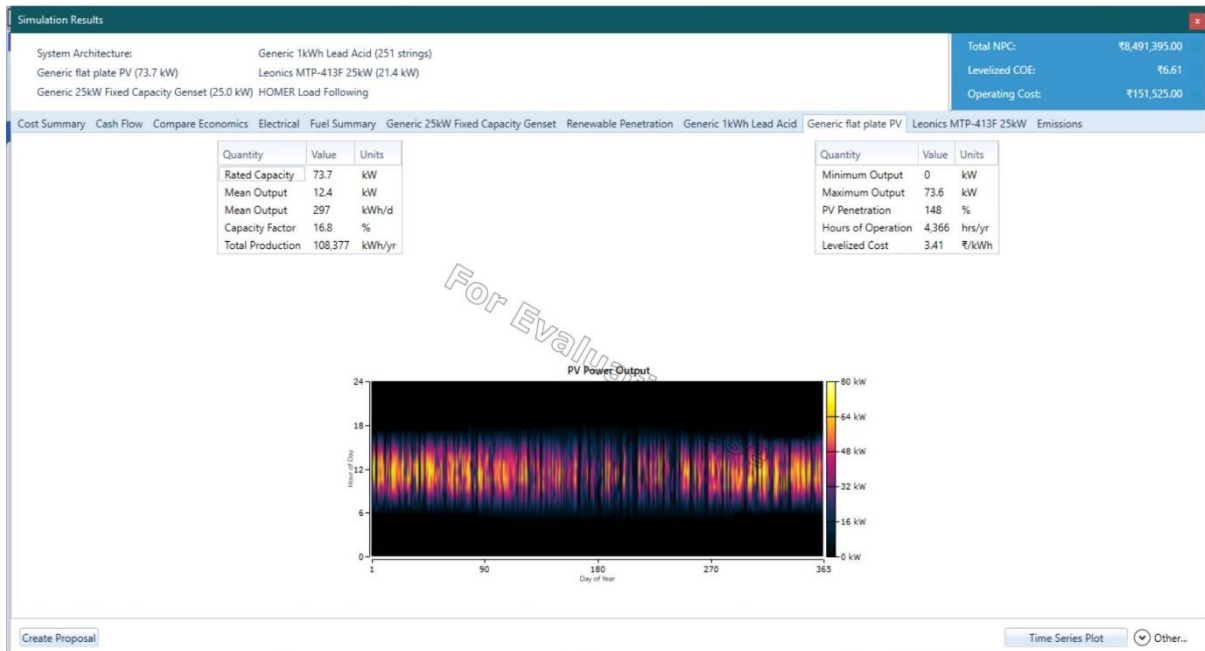 Simulation Results
x
System Architecture:
Generic flat plate PV (73.7 kW)
Generic 25kW Fixed Capacity Genset (25.0 kW)
Generic 1kWh Lead Acid (251 strings)
Leonics MTP-413F 25kW (21.4 kW)
HOMER Load Following
Total NPC: ₹8,491,395.00
Levelized COE: ₹6.61
Operating Cost: ₹151,525.00
Cost Summary Cash Flow Compare Economics Electrical Fuel Summary Generic 25kW Fixed Capacity Genset Renewable Penetration Generic 1kWh Lead Acid Generic flat plate PV Leonics MTP-413F 25kW Emissions
Quantity Value Units
Rated Capacity 73.7 kW
Mean Output 12.4 kW
Mean Output 297 kWh/d
Capacity Factor 16.8 %
Total Production 108,377 kWh/yr
Quantity Value Units
Minimum Output 0 kW
Maximum Output 73.6 kW
PV Penetration 148 %
Hours of Operation 4,366 hrs/yr
Levelized Cost 3.41 ₹/kWh
For
PV Power Output
24
18
12
6
0
Hour of Day
1 90 180 270 365
Day of Year
80 kW
64 kW
48 kW
32 kW
16 kW
0 kW
Create Proposal
Time Series Plot
Other...